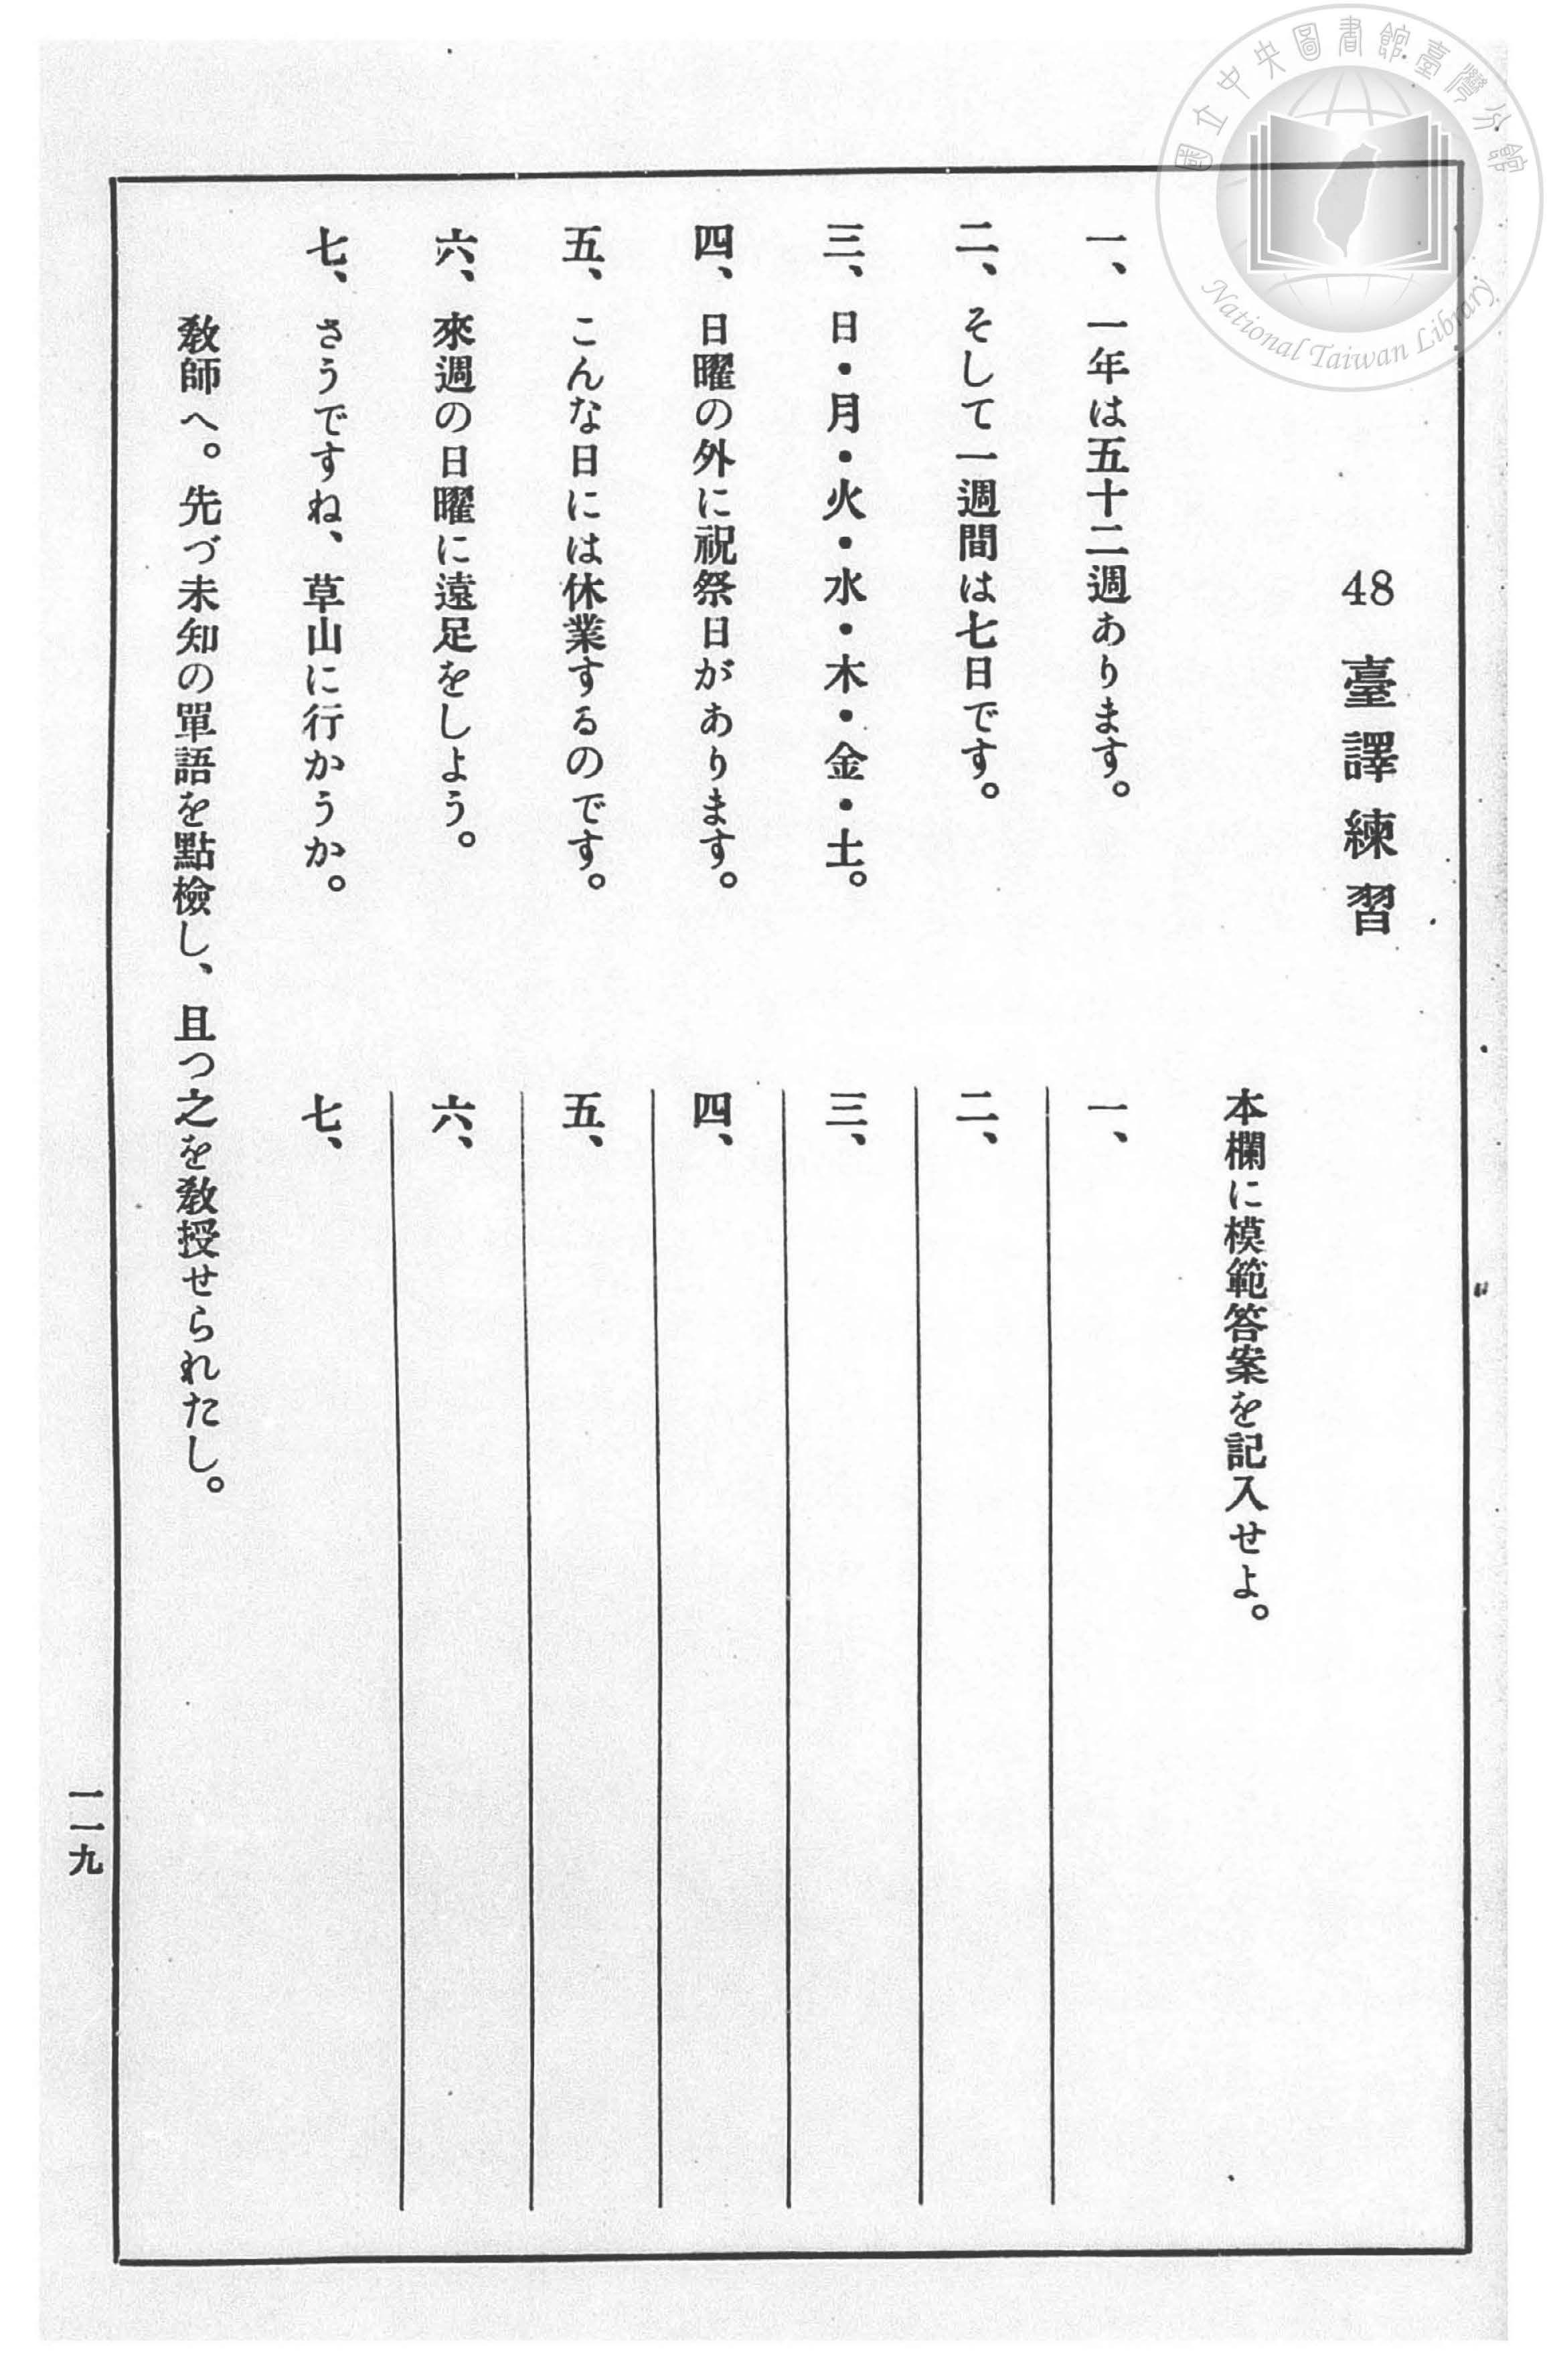 48 臺譯練習
本欄に模範答案を記入せよ。
一、一年は五十二週あります。
二、そして一週間は七日です。
三、日・月・火・水・木・金・土。
四、日曜の外に祝祭日があります。
五、こんな日には休業するのです。
六、來週の日曜に遠足をしよう。
七、さうですね、草山に行かうか。
一、
二、
三、
四、
五、
六、
七、
教師へ。先づ未知の單語を點檢し、且つ之を教授せられたし。
一一九
國立中央圖書館臺灣分館
National Taiwan Library